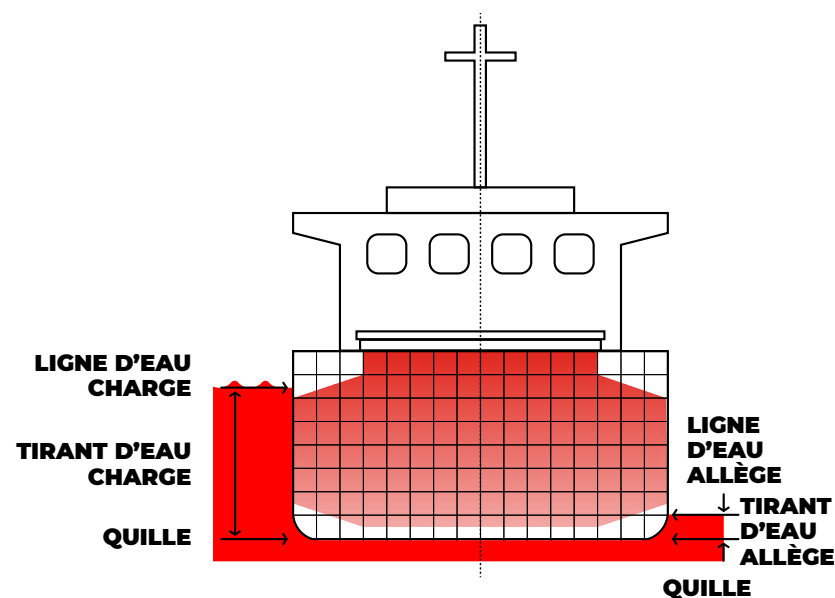 LIGNE D’EAU
CHARGE
TIRANT D’EAU
CHARGE
QUILLE
LIGNE
D’EAU
ALLÈGE
TIRANT
D’EAU
ALLÈGE
QUILLE